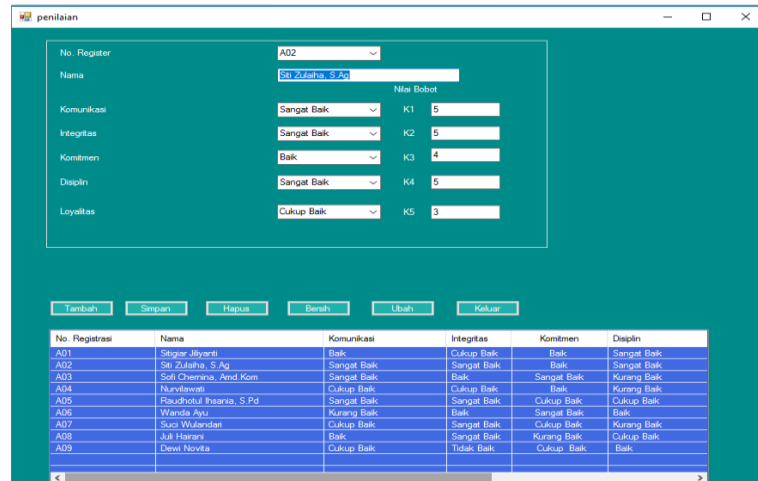 penilaian
No. Register A02
Nama Siti Zulaiha, S.Ag
Nilai Bobot
Komunikasi Sangat Baik K1 5
Integritas Sangat Baik K2 5
Komitmen Baik K3 4
Disiplin Sangat Baik K4 5
Loyalitas Cukup Baik K5 3
Tambah Simpan Hapus Bersih Ubah Keluar
No. Registrasi Nama Komunikasi Integritas Komitmen Disiplin
A01 Sitigiar Jiliyanti Baik Cukup Baik Baik Sangat Baik
A02 Siti Zulaiha, S.Ag Sangat Baik Sangat Baik Baik Sangat Baik
A03 Sofi Chemina, Amd.Kom Sangat Baik Baik Sangat Baik Kurang Baik
A04 Nurvilawati Cukup Baik Cukup Baik Baik Kurang Baik
A05 Raudhotul Ihsania, S.Pd Sangat Baik Sangat Baik Cukup Baik Cukup Baik
A06 Wanda Ayu Kurang Baik Baik Sangat Baik Baik
A07 Suci Wulandari Cukup Baik Sangat Baik Cukup Baik Kurang Baik
A08 Juli Hairani Baik Sangat Baik Kurang Baik Cukup Baik
A09 Dewi Novita Cukup Baik Tidak Baik Cukup Baik Baik